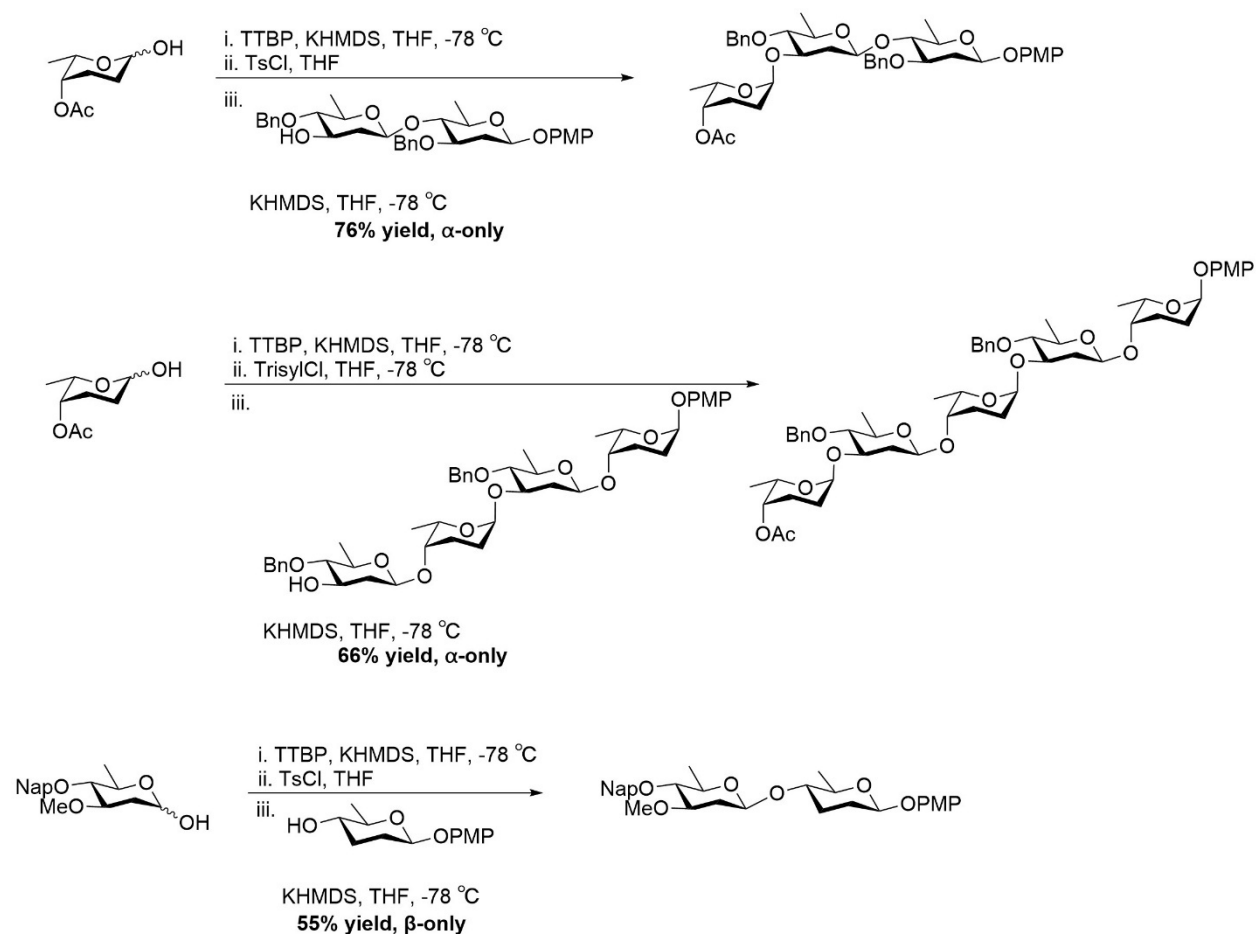 OH
OAc
i. TTBP, KHMDS, THF, -78 °C
ii. TsCl, THF
iii.
BnO
HO
O
O
O
BnO
OPMP
KHMDS, THF, -78 °C
76% yield, α-only
BnO
O
O
O
O
BnO
OPMP
O
O
OAc
O
OH
OAc
i. TTBP, KHMDS, THF, -78 °C
ii. TrisylCl, THF, -78 °C
iii.
OPMP
O
BnO
O
O
O
O
BnO
O
HO
O
KHMDS, THF, -78 °C
66% yield, α-only
OPMP
O
BnO
O
O
O
O
BnO
O
O
O
O
OAc
NapO
MeO
O
OH
i. TTBP, KHMDS, THF, -78 °C
ii. TsCl, THF
iii.
HO
O
OPMP
KHMDS, THF, -78 °C
55% yield, β-only
NapO
MeO
O
O
O
OPMP